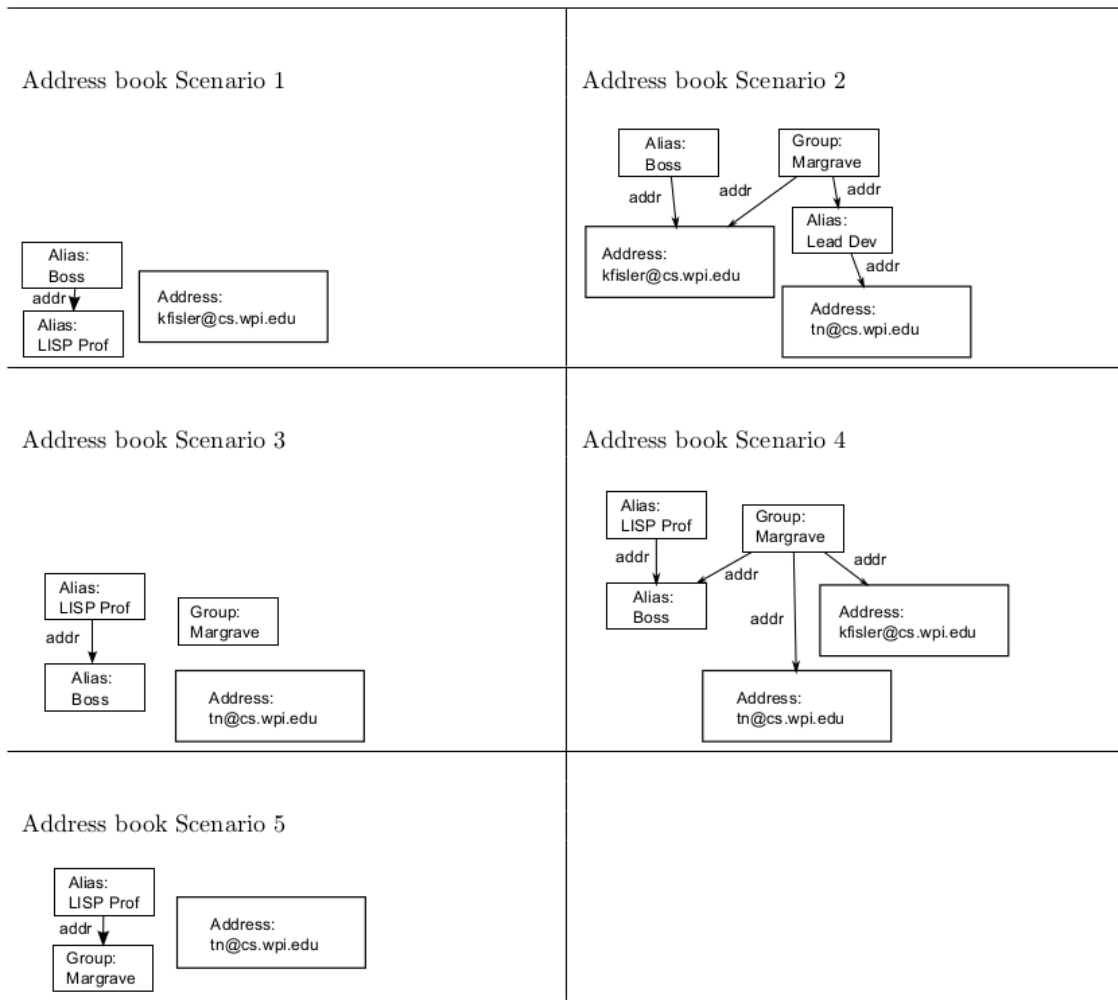 Address book Scenario 1
Alias:
Boss
addr
Alias:
LISP Prof
Address:
kfisler@cs.wpi.edu
Address book Scenario 2
Alias:
Boss
Group:
Margrave
addr
addr
addr
Alias:
Lead Dev
Address:
kfisler@cs.wpi.edu
addr
Address:
tn@cs.wpi.edu
Address book Scenario 3
Alias:
LISP Prof
Group:
Margrave
addr
Alias:
Boss
Address:
tn@cs.wpi.edu
Address book Scenario 4
Alias:
LISP Prof
Group:
Margrave
addr
addr
addr
Alias:
Boss
addr
Address:
kfisler@cs.wpi.edu
Address:
tn@cs.wpi.edu
Address book Scenario 5
Alias:
LISP Prof
addr
Group:
Margrave
Address:
tn@cs.wpi.edu